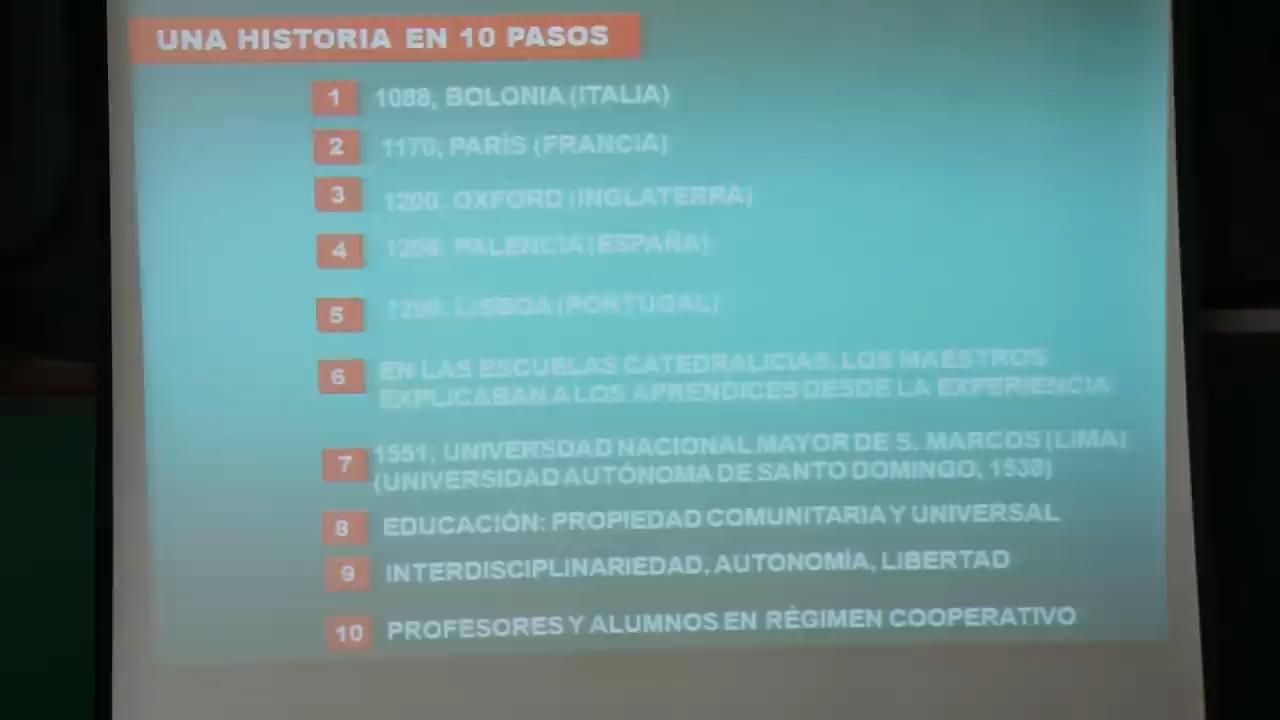 UNA HISTORIA EN 10 PASOS
1 1088, BOLONIA (ITALIA)
2 1170, PARÍS (FRANCIA)
3 1200, OXFORD (INGLATERRA)
4 1208, PALENCIA (ESPAÑA)
5 1290, LISBOA (PORTUGAL)
6 EN LAS ESCUELAS CATEDRALICIAS, LOS MAESTROS
EXPLICABAN A LOS APRENDICES DESDE LA EXPERIENCIA
7 1551, UNIVERSDAD NACIONAL MAYOR DE S. MARCOS (LIMA)
(UNIVERSIDAD AUTÓNOMA DE SANTO DOMINGO, 1538)
8 EDUCACIÓN: PROPIEDAD COMUNITARIA Y UNIVERSAL
9 INTERDISCIPLINARIEDAD, AUTONOMÍA, LIBERTAD
10 PROFESORES Y ALUMNOS EN RÉGIMEN COOPERATIVO